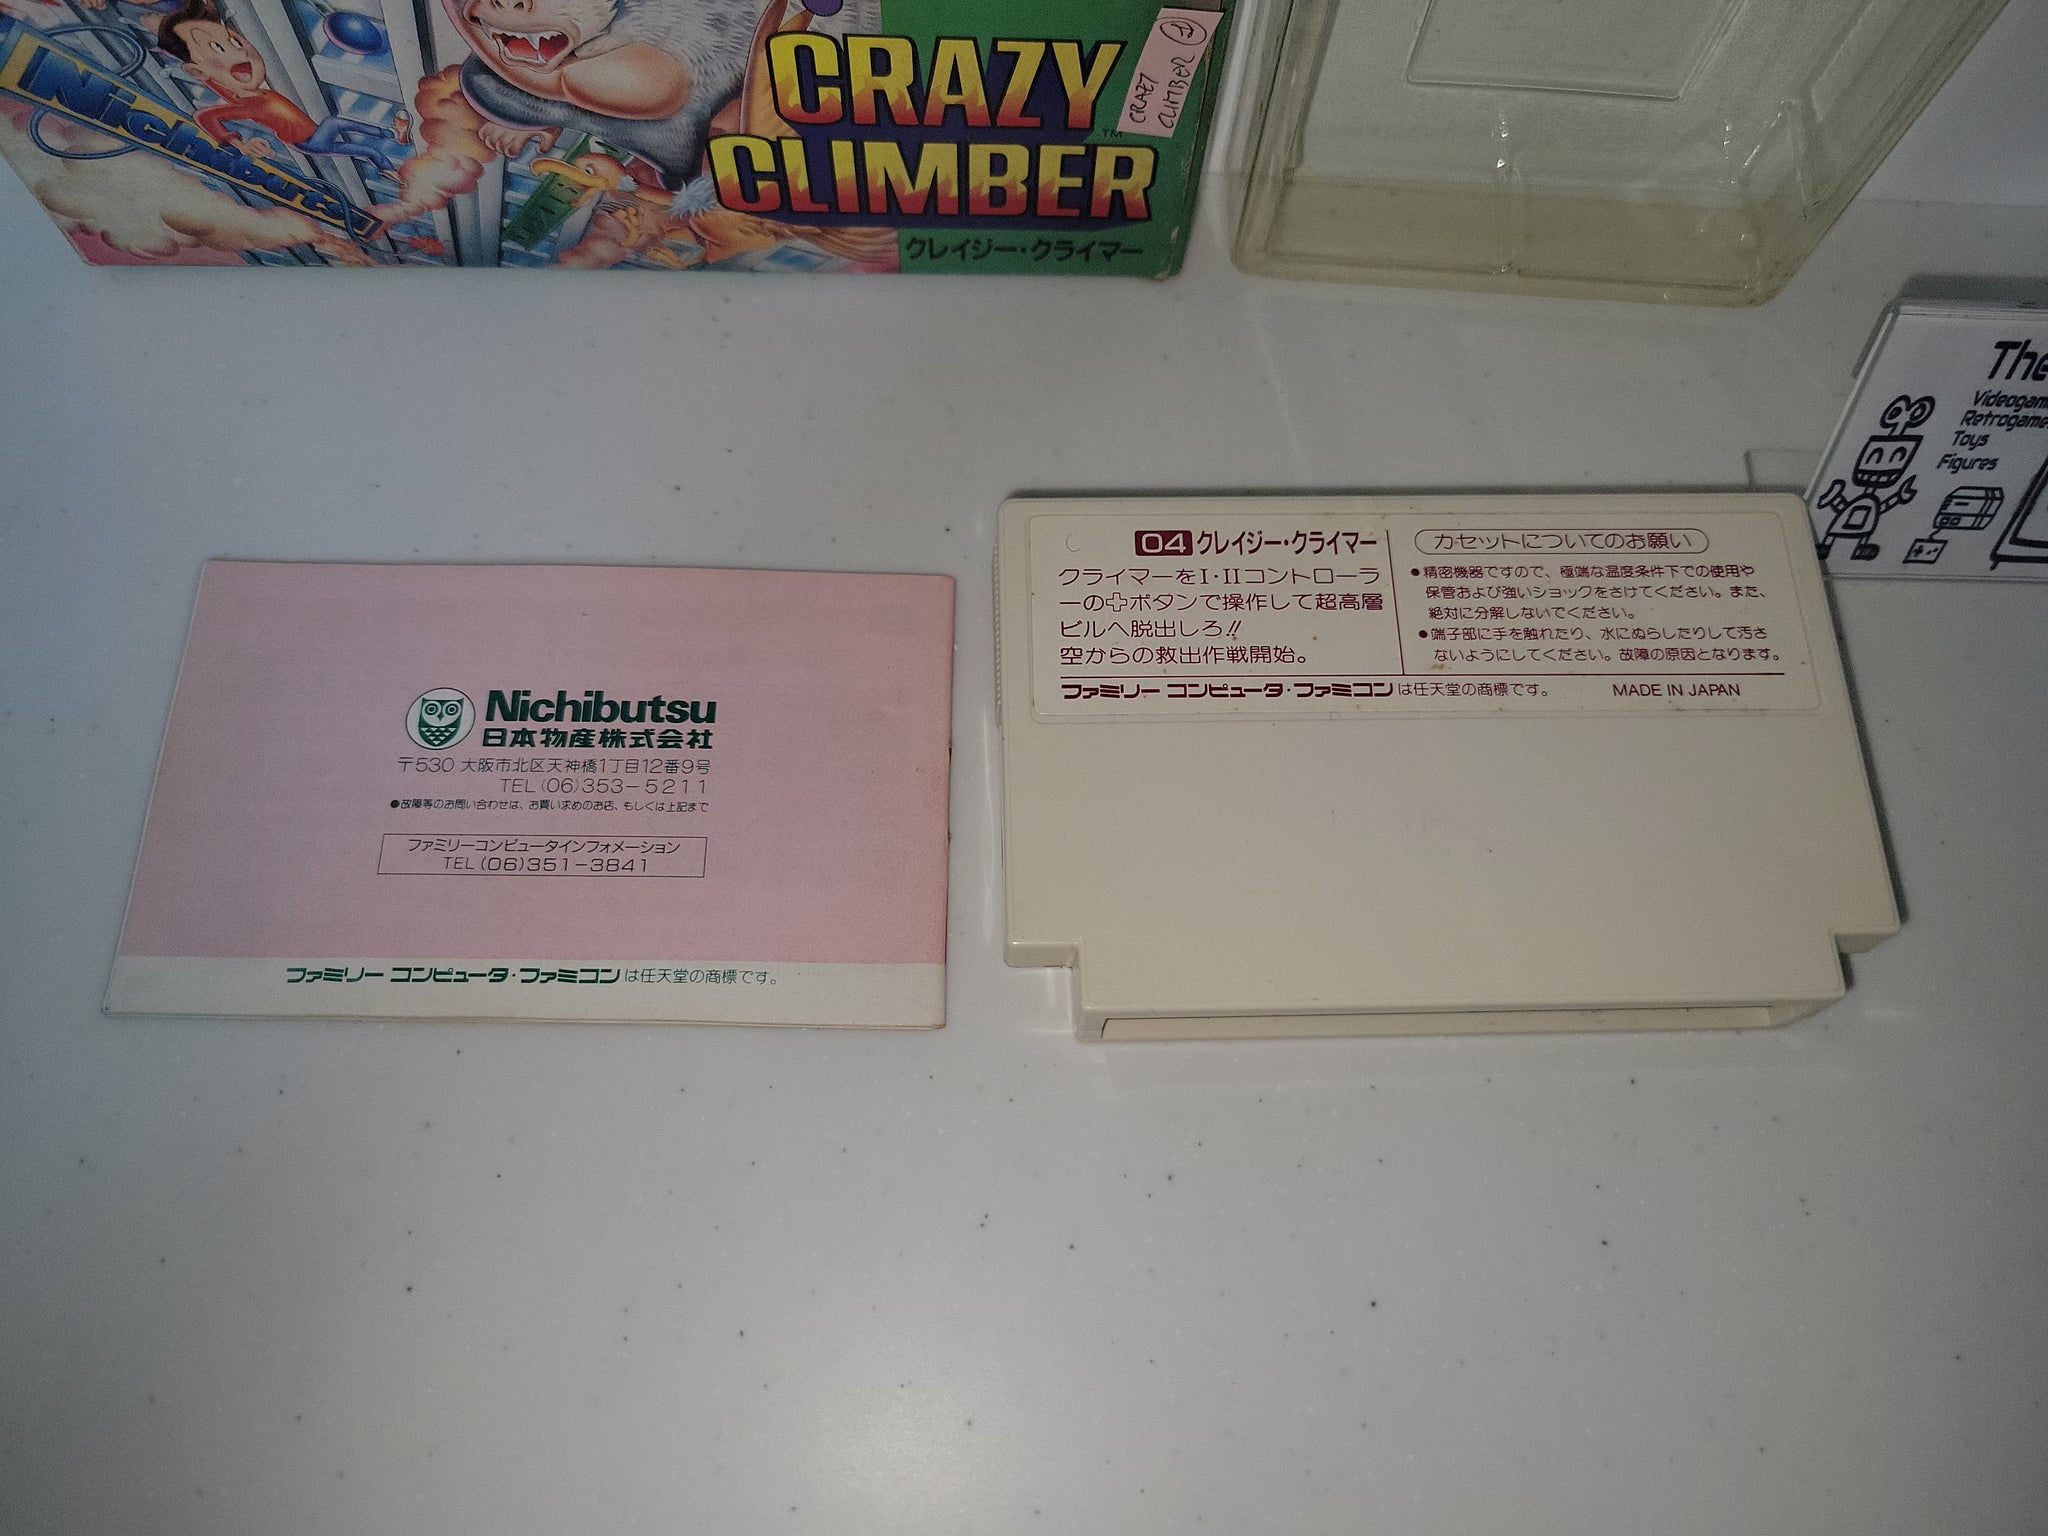 Nichibutsu
CRAZY
CLIMBER
TM
クレイジー・クライマー
CRAZY
CLIMBER
The
Videogam
Retrogame
Toys
Figures
Nichibutsu
日本物産株式会社
〒530 大阪市北区天神橋1丁目12番9号
TEL(06)353-5211
●故障等のお問い合わせは、お買い求めのお店、もしくは上記まで
ファミリーコンピュータインフォメーション
TEL(06)351-3841
ファミリー コンピュータ・ファミコンは任天堂の商標です。
04 クレイジー・クライマー
クライマーをI・IIコントローラ
ーの✛ボタンで操作して超高層
ビルへ脱出しろ!!
空からの救出作戦開始。
カセットについてのお願い
●精密機器ですので、極端な温度条件下での使用や
保管および強いショックをさけてください。また、
絶対に分解しないでください。
●端子部に手を触れたり、水にぬらしたりして汚さ
ないようにしてください。故障の原因となります。
ファミリー コンピュータ・ファミコンは任天堂の商標です。
MADE IN JAPAN